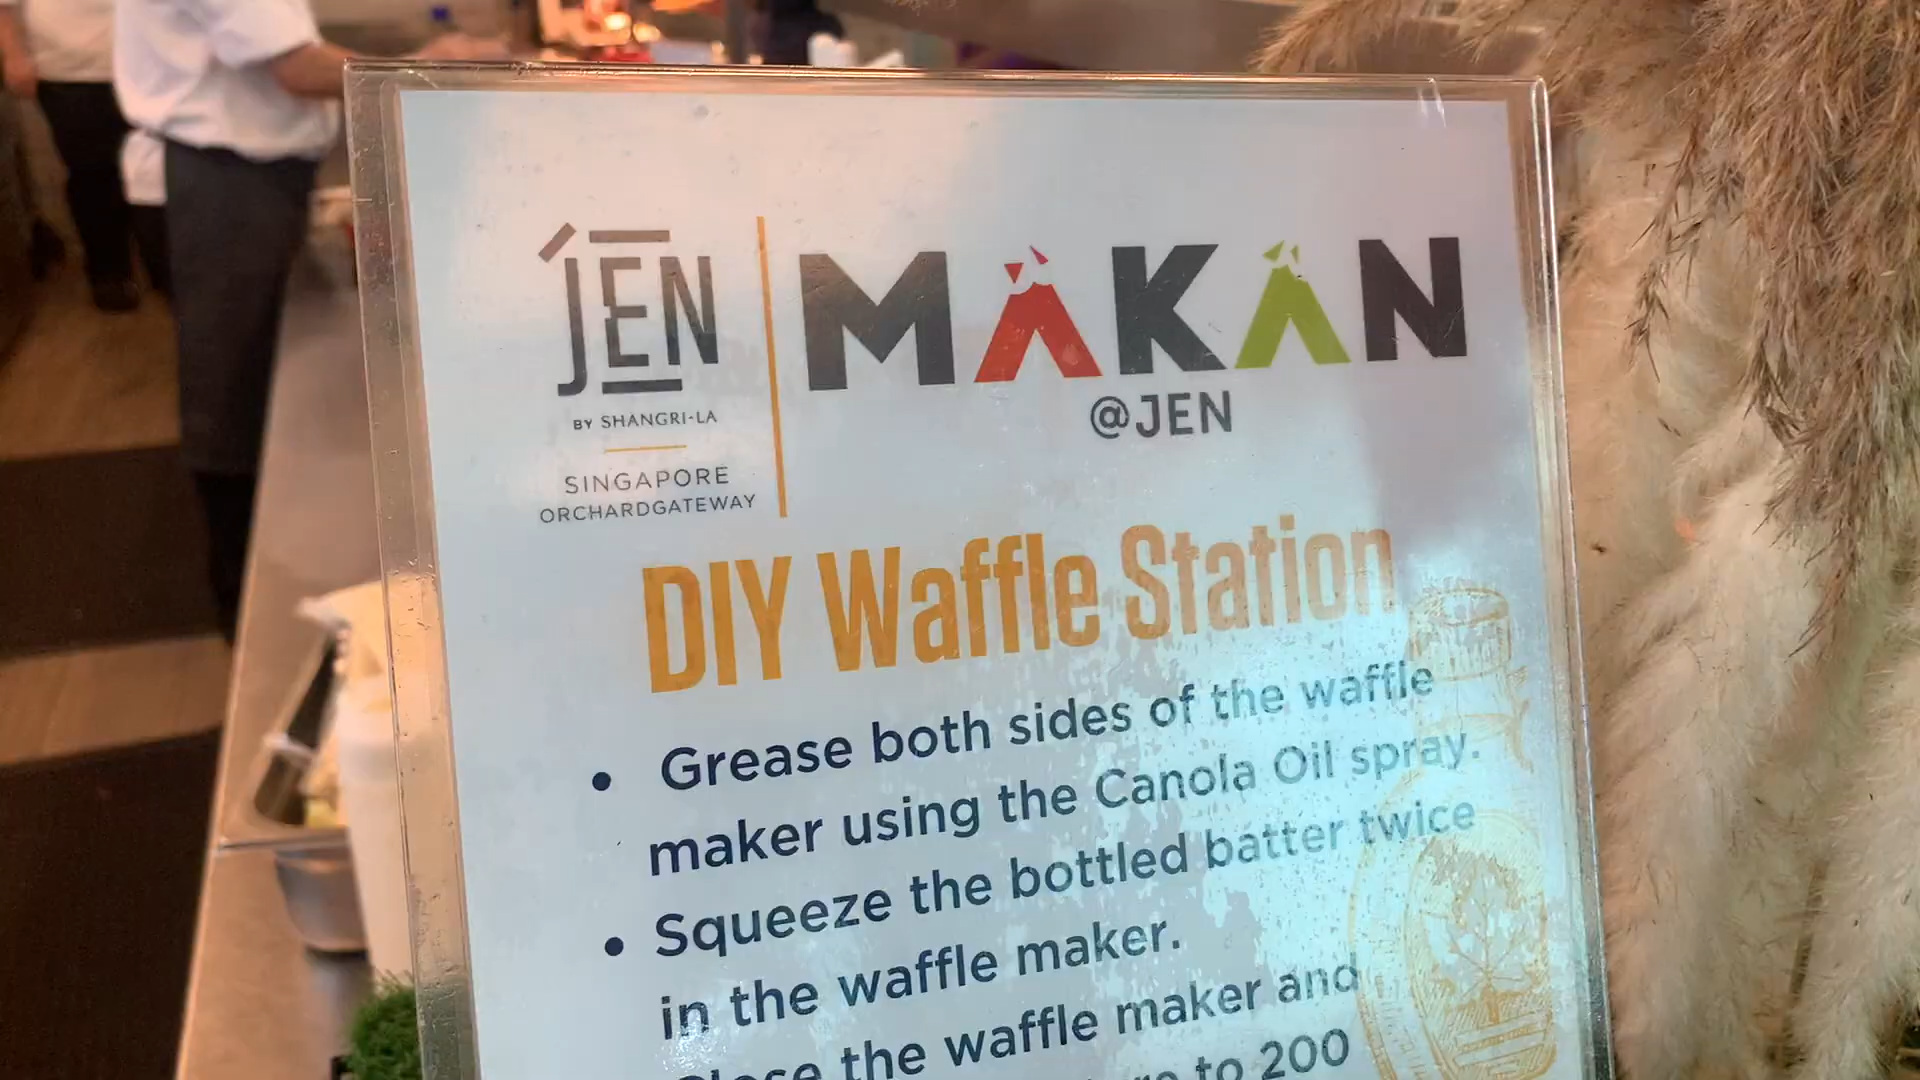 JEN
BY SHANGRI-LA
SINGAPORE
ORCHARDGATEWAY
MAKAN
@JEN
DIY Waffle Station
• Grease both sides of the waffle
maker using the Canola Oil spray.
• Squeeze the bottled batter twice
in the waffle maker.
Close the waffle maker and
to 200